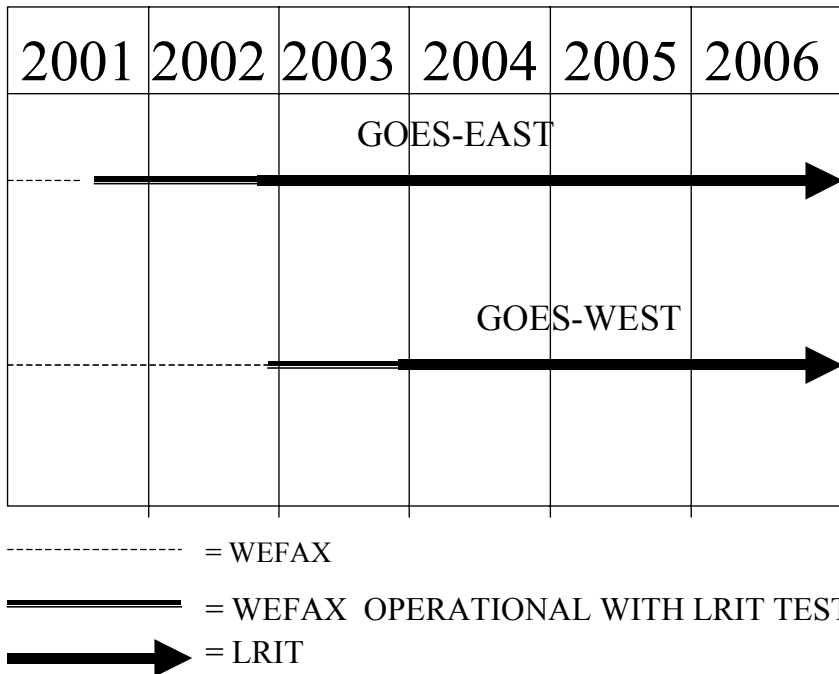 2001 2002 2003 2004 2005 2006
GOES-EAST
GOES-WEST
= WEFAX
= WEFAX OPERATIONAL WITH LRIT TEST
= LRIT